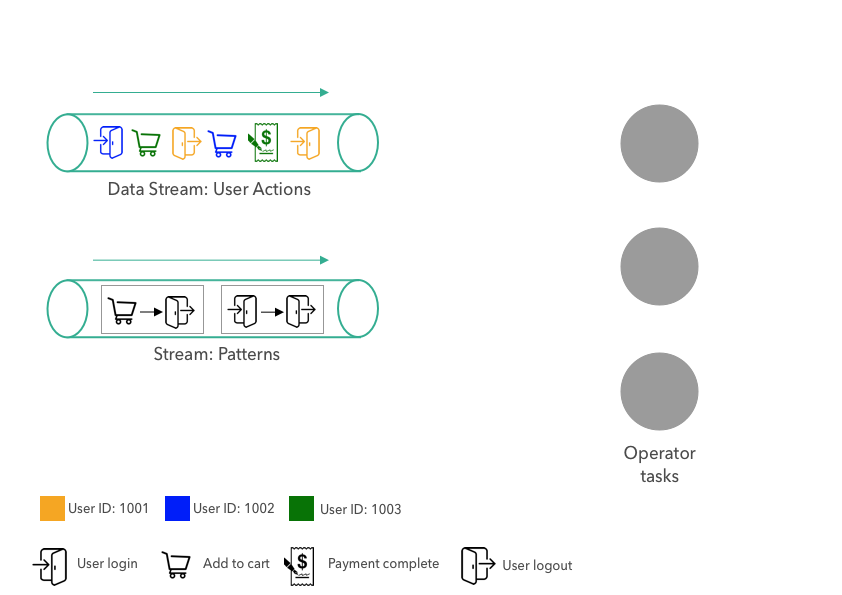 $
Data Stream: User Actions
Stream: Patterns
Operator
tasks
User ID: 1001 User ID: 1002 User ID: 1003
User login Add to cart $ Payment complete User logout